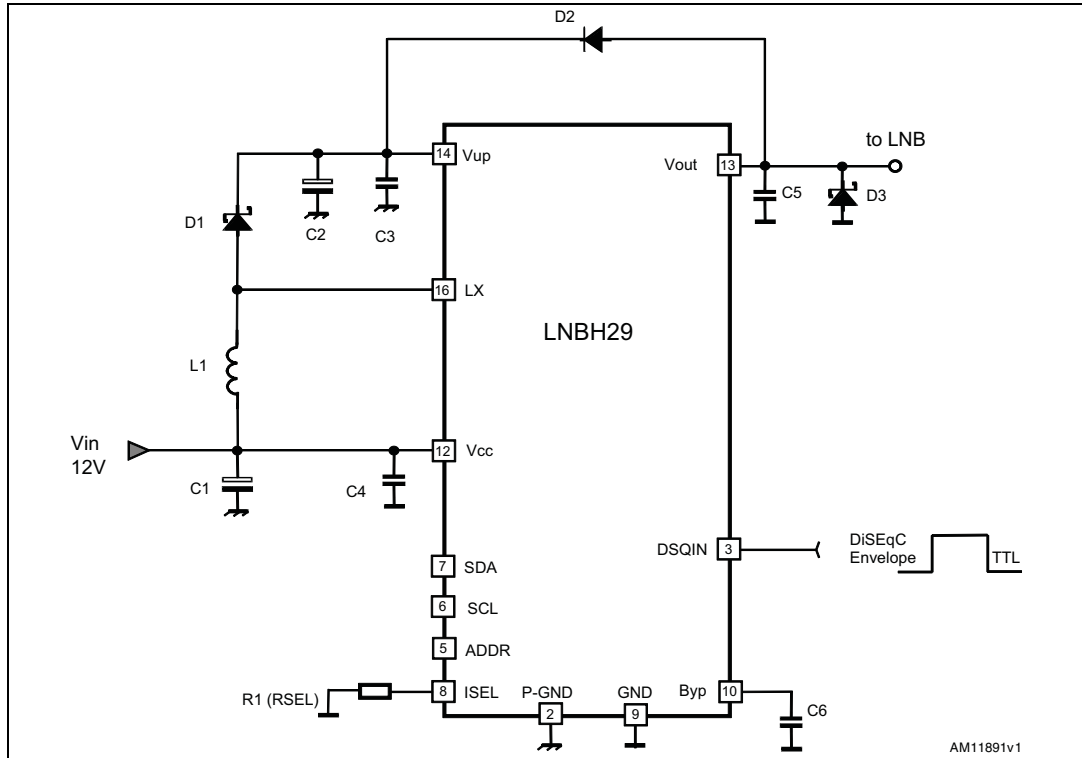 D2
to LNB
14 Vup
Vout 13
D1
C2
C3
C5
D3
16 LX
LNBH29
L1
Vin
12V
12 Vcc
C1
C4
DSQIN 3
DiSEqC
Envelope
TTL
7 SDA
6 SCL
5 ADDR
R1 (RSEL)
8 ISEL
P-GND
2
GND
9
Byp 10
C6
AM11891v1